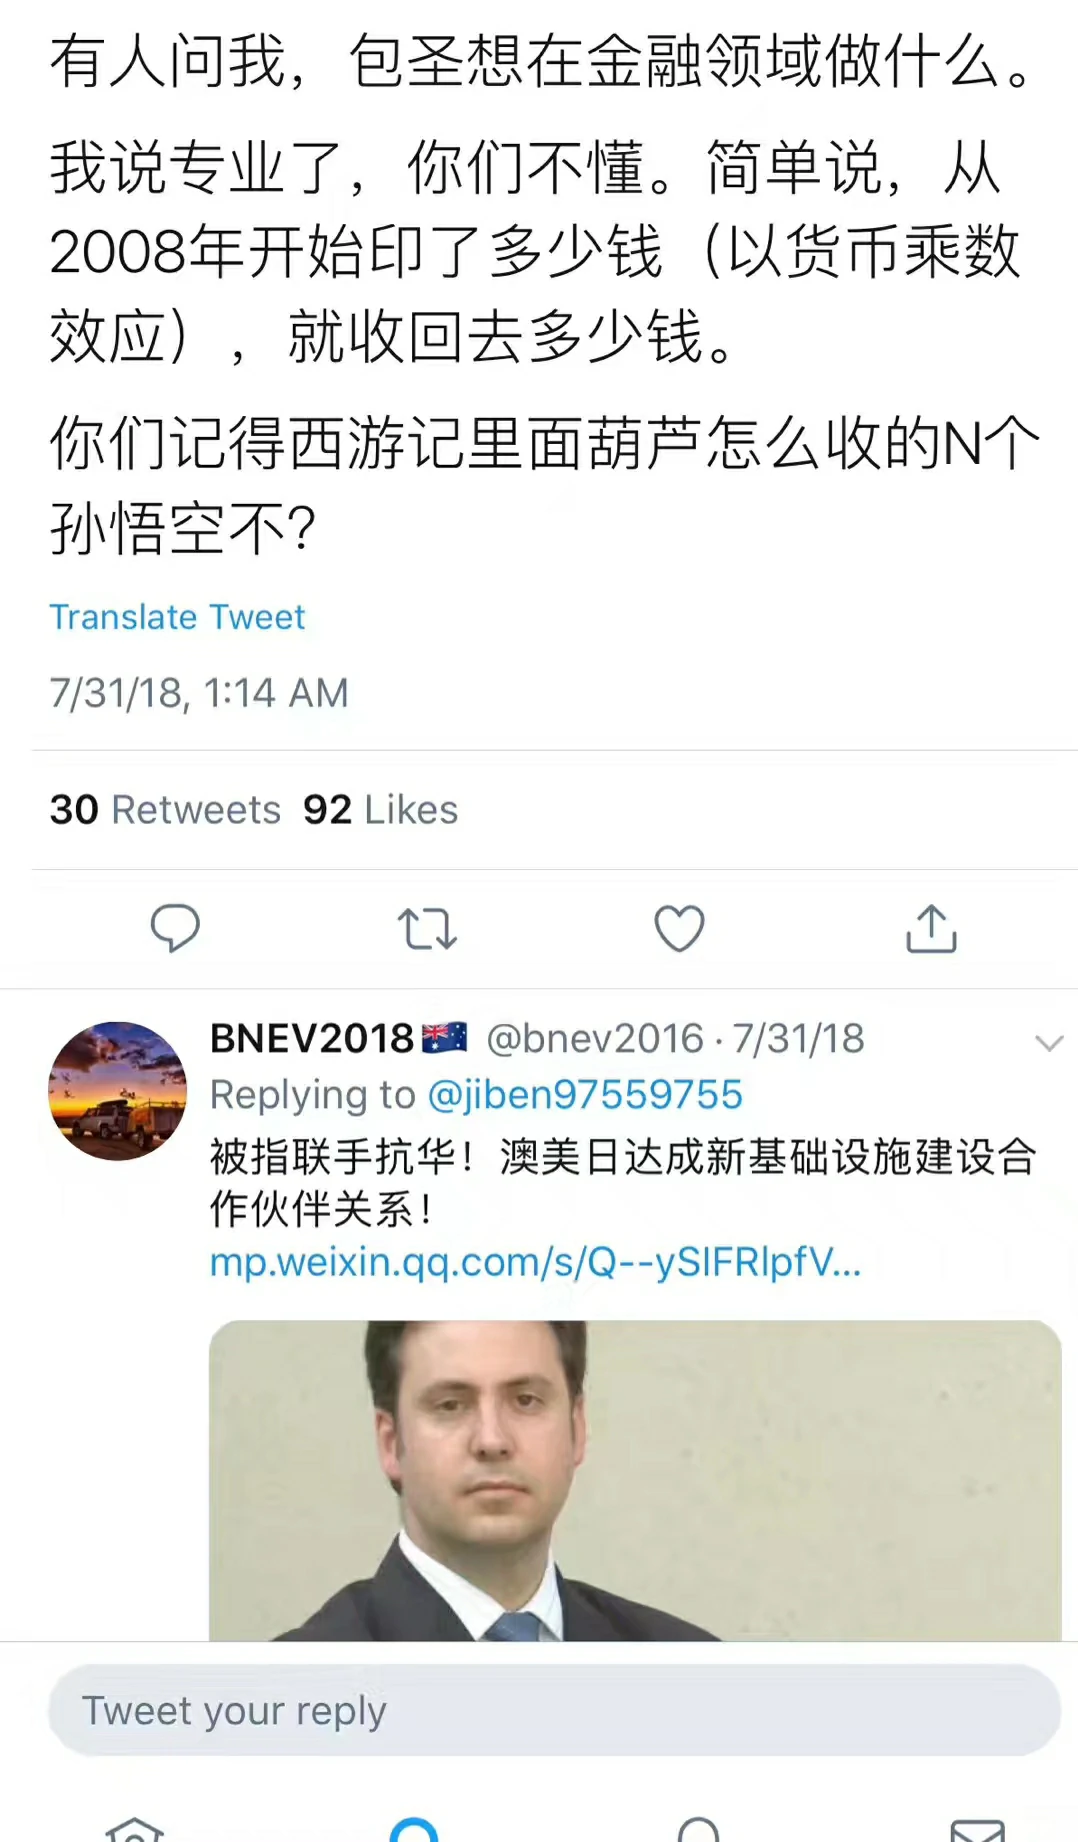 有人问我，包圣想在金融领域做什么。
我说专业了，你们不懂。简单说，从
2008年开始印了多少钱（以货币乘数
效应），就收回去多少钱。
你们记得西游记里面葫芦怎么收的N个
孙悟空不？
Translate Tweet
7/31/18, 1:14 AM
30 Retweets 92 Likes
BNEV2018🇦🇺 @bnev2016 · 7/31/18
Replying to @jiben97559755
被指联手抗华！澳美日达成新基础设施建设合
作伙伴关系！
mp.weixin.qq.com/s/Q--ySIFRlpfV...
Tweet your reply